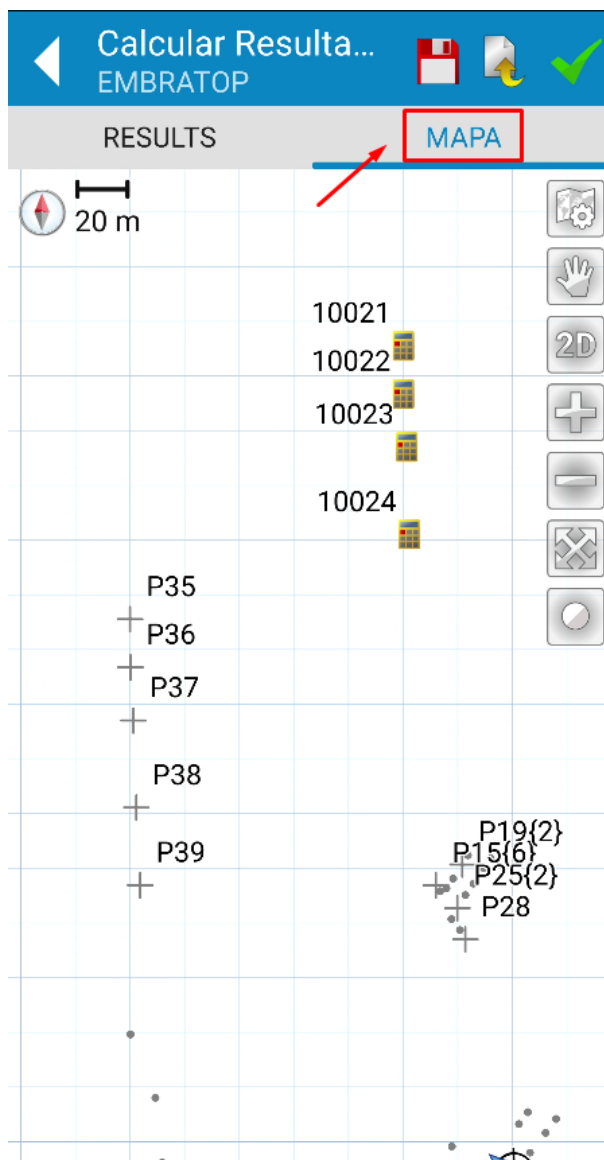 Calcular Resulta...
EMBRATOP
RESULTS
MAPA
20 m
2D
10021
10022
10023
10024
P35
P36
P37
P38
P39
P19{2}
P15{6}
P25{2}
P28